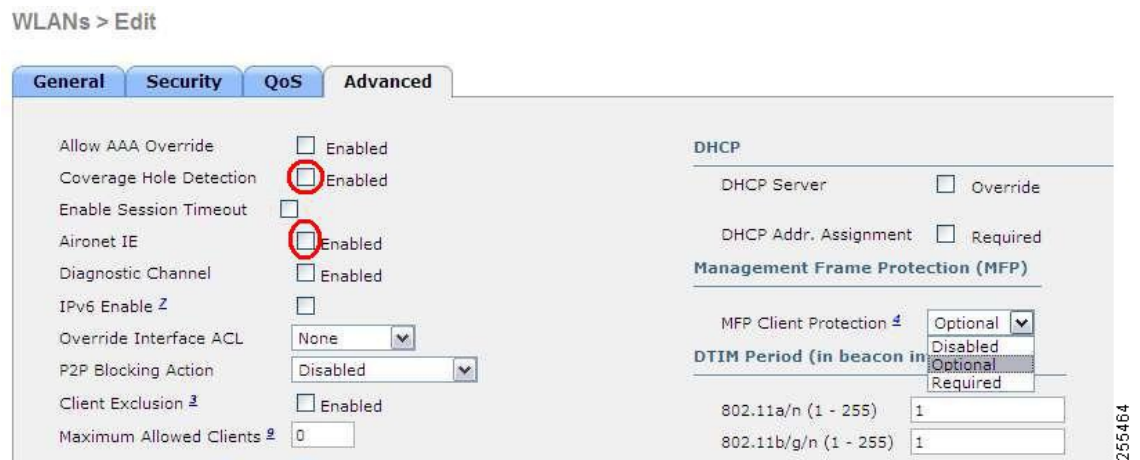 WLANs > Edit
General Security QoS Advanced
Allow AAA Override Enabled
Coverage Hole Detection Enabled
Enable Session Timeout
Aironet IE Enabled
Diagnostic Channel Enabled
IPv6 Enable 7
Override Interface ACL None
P2P Blocking Action Disabled
Client Exclusion 3 Enabled
Maximum Allowed Clients 9 0
DHCP
DHCP Server Override
DHCP Addr. Assignment Required
Management Frame Protection (MFP)
MFP Client Protection 4 Optional
Disabled
Optional
Required
DTIM Period (in beacon in
802.11a/n (1 - 255) 1
802.11b/g/n (1 - 255) 1
255464